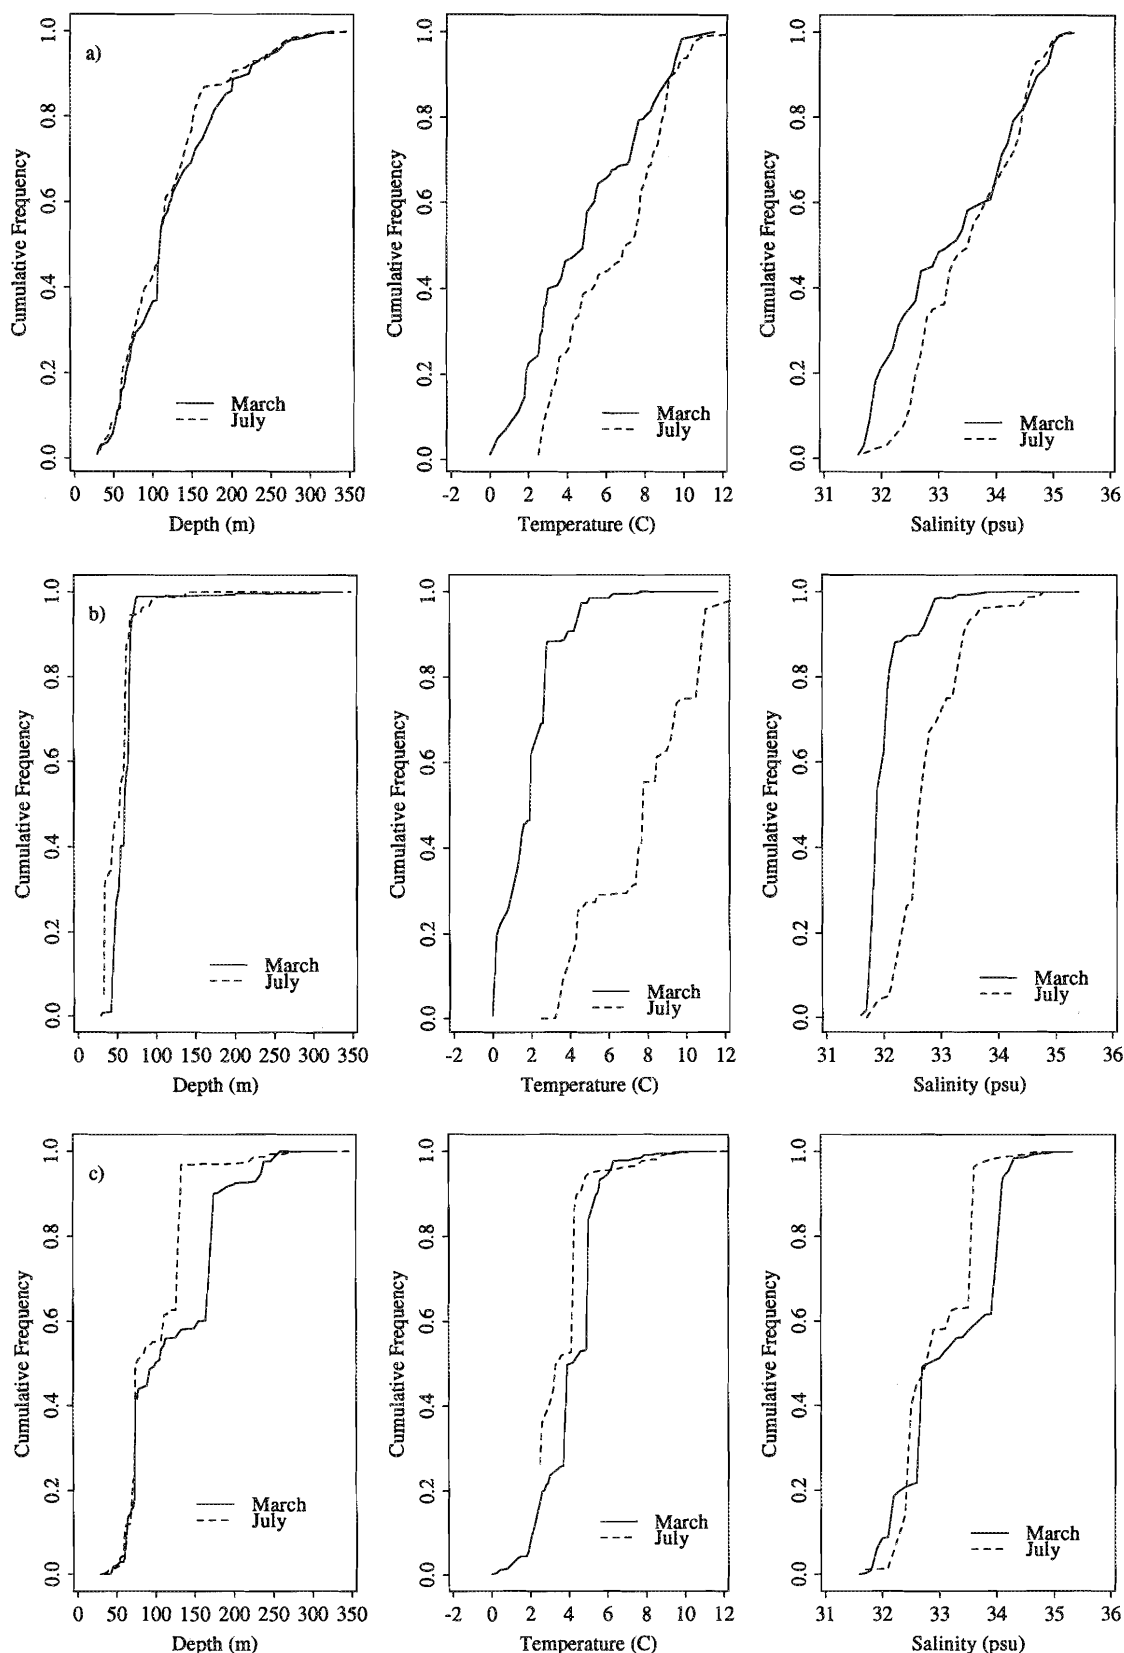 a)
Cumulative Frequency
0.0 0.2 0.4 0.6 0.8 1.0
March
July
0 50 100 150 200 250 300 350
Depth (m)
Cumulative Frequency
0.0 0.2 0.4 0.6 0.8 1.0
March
July
-2 0 2 4 6 8 10 12
Temperature (C)
Cumulative Frequency
0.0 0.2 0.4 0.6 0.8 1.0
March
July
31 32 33 34 35 36
Salinity (psu)
b)
Cumulative Frequency
0.0 0.2 0.4 0.6 0.8 1.0
March
July
0 50 100 150 200 250 300 350
Depth (m)
Cumulative Frequency
0.0 0.2 0.4 0.6 0.8 1.0
March
July
-2 0 2 4 6 8 10 12
Temperature (C)
Cumulative Frequency
0.0 0.2 0.4 0.6 0.8 1.0
March
July
31 32 33 34 35 36
Salinity (psu)
c)
Cumulative Frequency
0.0 0.2 0.4 0.6 0.8 1.0
March
July
0 50 100 150 200 250 300 350
Depth (m)
Cumulative Frequency
0.0 0.2 0.4 0.6 0.8 1.0
March
July
-2 0 2 4 6 8 10 12
Temperature (C)
Cumulative Frequency
0.0 0.2 0.4 0.6 0.8 1.0
March
July
31 32 33 34 35 36
Salinity (psu)